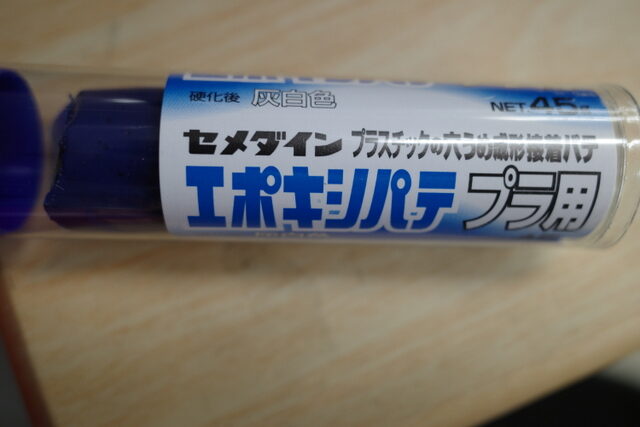 硬化後 灰白色
NET.45g
セメダイン プラスチックの穴うめ成形接着パテ
エポキシパテ プラ用